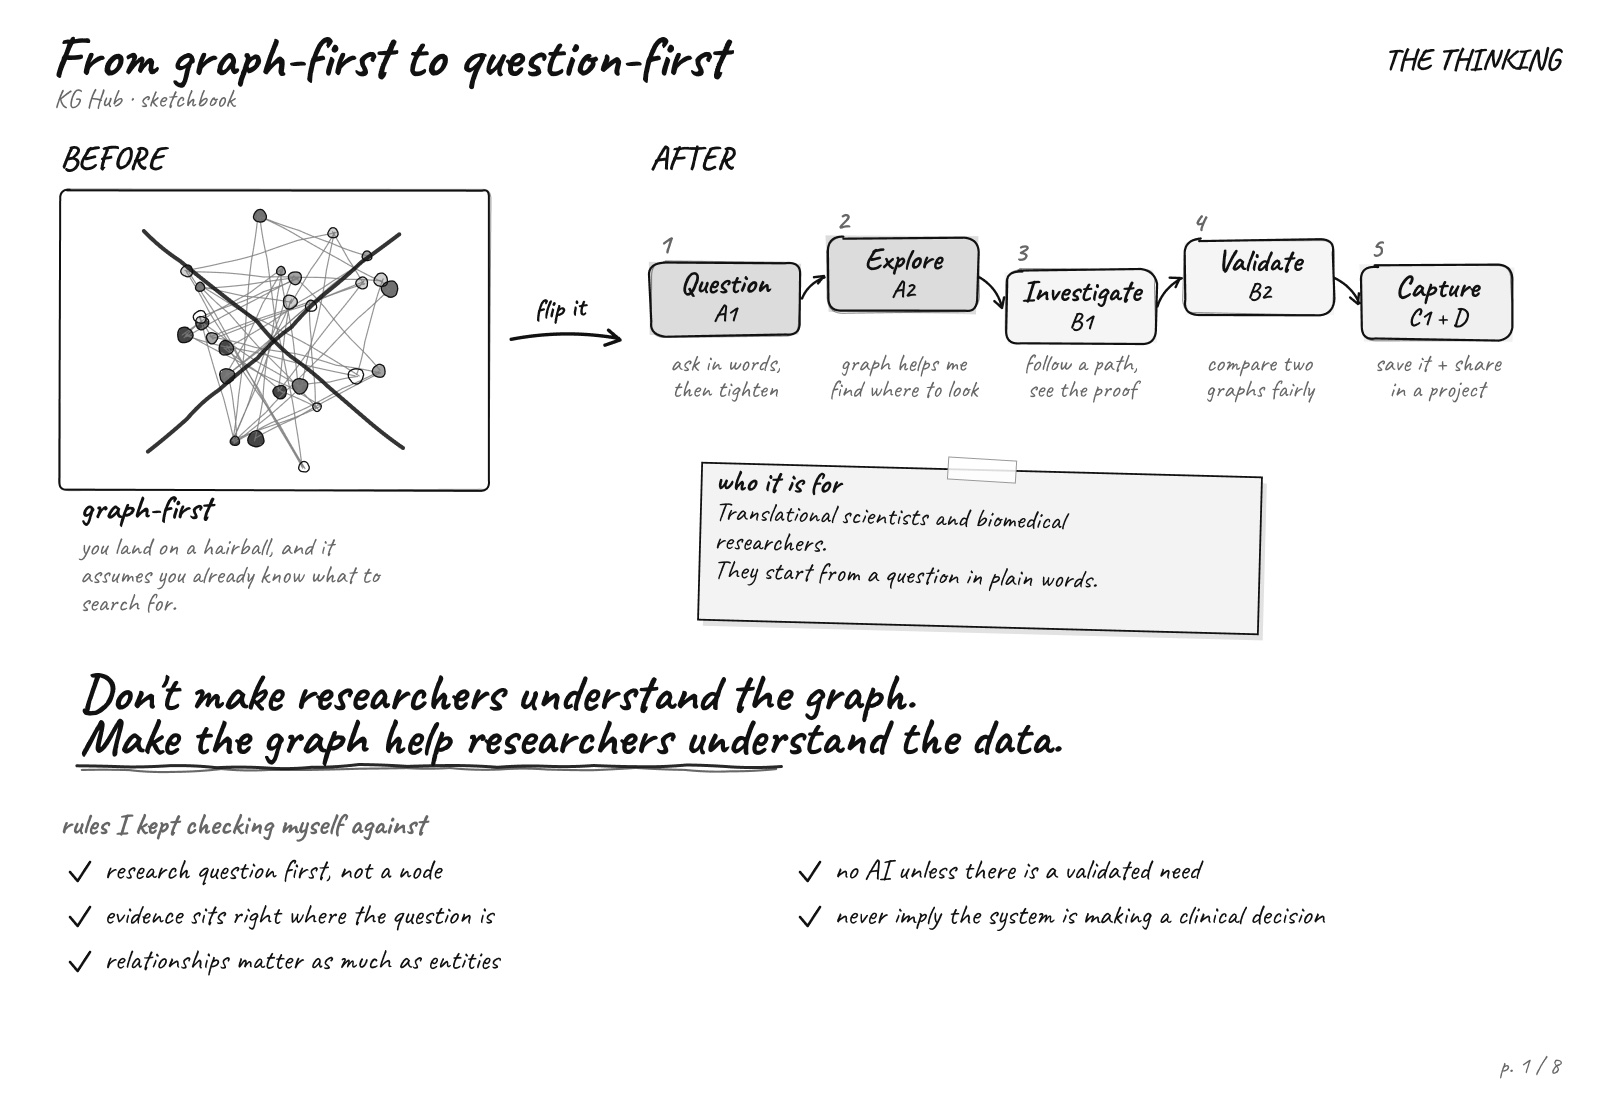 From graph-first to question-first
THE THINKING
KG Hub · sketchbook
BEFORE
AFTER
flip it
1
Question
A1
ask in words,
then tighten
2
Explore
A2
graph helps me
find where to look
3
Investigate
B1
follow a path,
see the proof
4
Validate
B2
compare two
graphs fairly
5
Capture
C1 + D
save it + share
in a project
graph-first
you land on a hairball, and it
assumes you already know what to
search for.
who it is for
Translational scientists and biomedical
researchers.
They start from a question in plain words.
Don't make researchers understand the graph.
Make the graph help researchers understand the data.
rules I kept checking myself against
research question first, not a node
evidence sits right where the question is
relationships matter as much as entities
no AI unless there is a validated need
never imply the system is making a clinical decision
p. 1 / 8